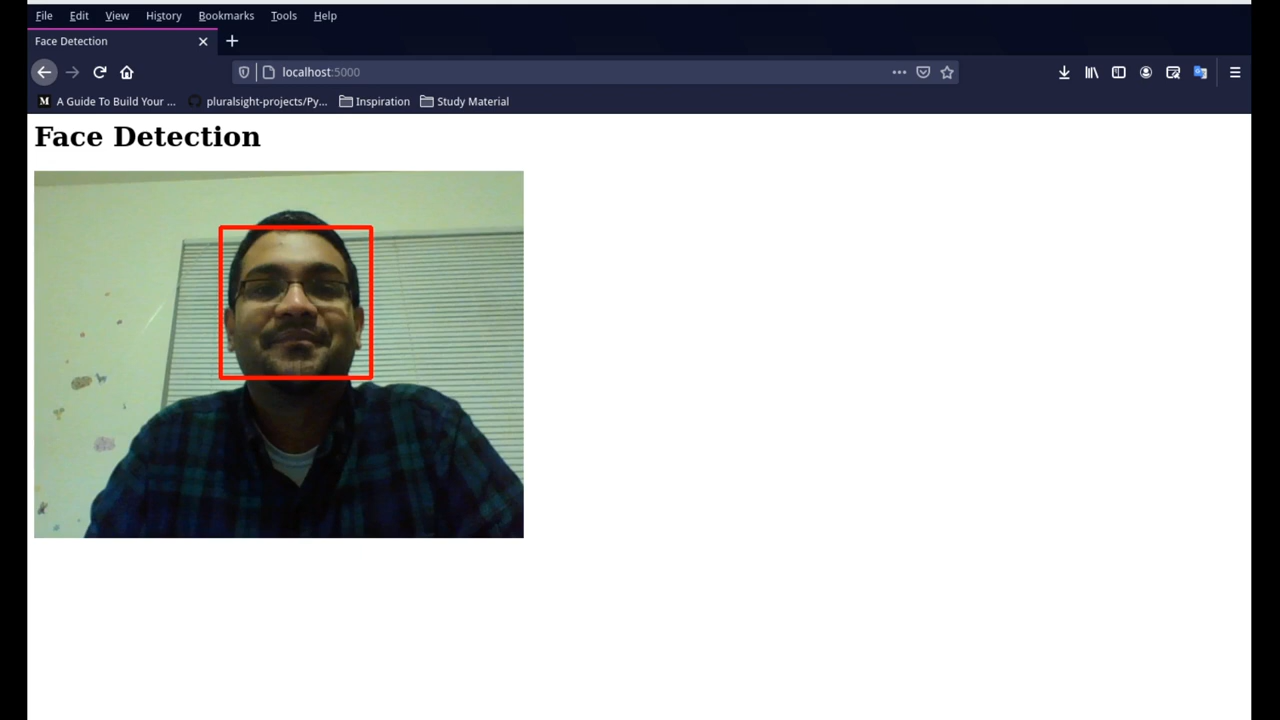 File Edit View History Bookmarks Tools Help
Face Detection
localhost:5000
M A Guide To Build Your ... pluralsight-projects/Py... Inspiration Study Material
Face Detection